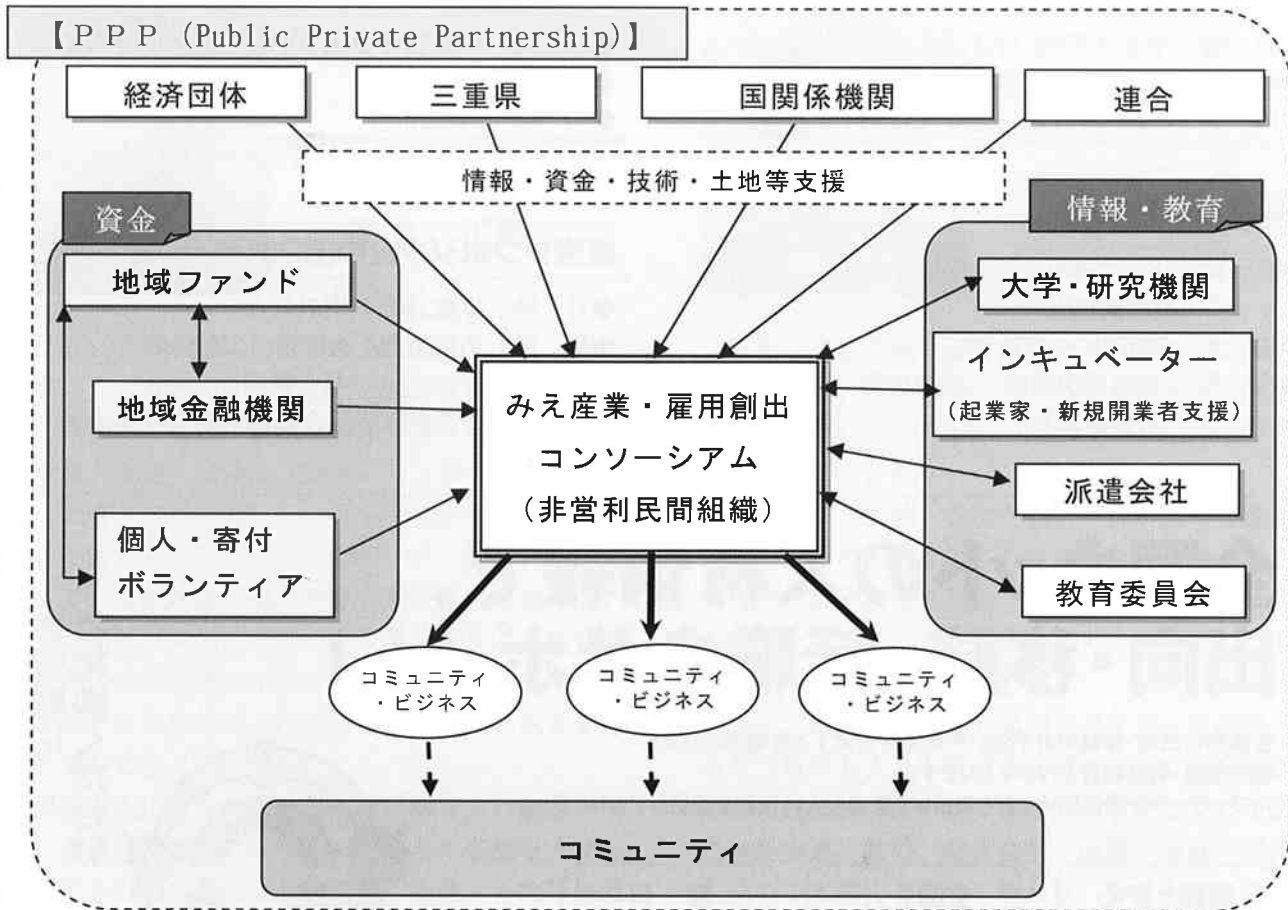 【ＰＰＰ (Public Private Partnership)】
経済団体
三重県
国関係機関
連合
情報・資金・技術・土地等支援
資金
地域ファンド
地域金融機関
個人・寄付
ボランティア
みえ産業・雇用創出
コンソーシアム
（非営利民間組織）
情報・教育
大学・研究機関
インキュベーター
（起業家・新規開業者支援）
派遣会社
教育委員会
コミュニティ
・ビジネス
コミュニティ
・ビジネス
コミュニティ
・ビジネス
コミュニティ